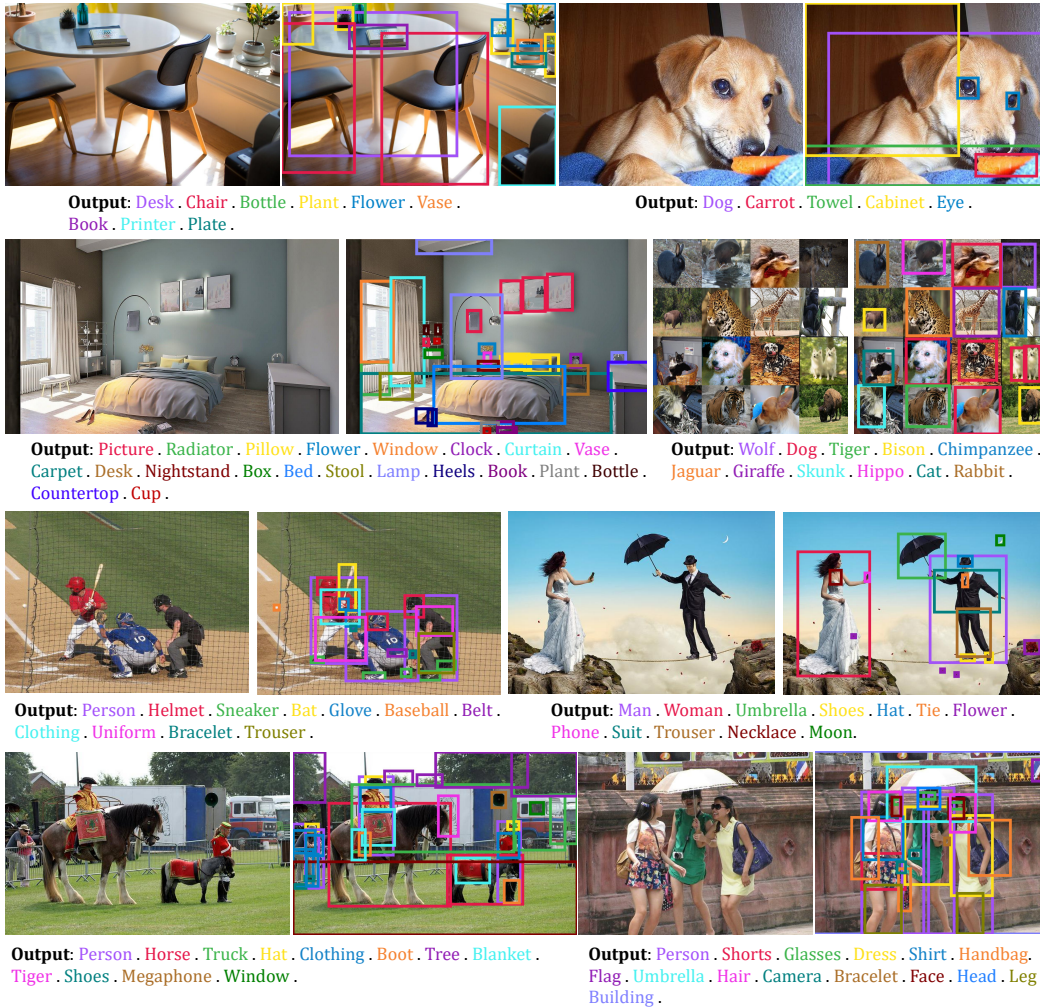 Output: Desk . Chair . Bottle . Plant . Flower . Vase .
Book . Printer . Plate .
Output: Dog . Carrot . Towel . Cabinet . Eye .
Output: Picture . Radiator . Pillow . Flower . Window . Clock . Curtain . Vase .
Carpet . Desk . Nightstand . Box . Bed . Stool . Lamp . Heels . Book . Plant . Bottle .
Countertop . Cup .
Output: Wolf . Dog . Tiger . Bison . Chimpanzee .
Jaguar . Giraffe . Skunk . Hippo . Cat . Rabbit .
10
10
Output: Person . Helmet . Sneaker . Bat . Glove . Baseball . Belt .
Clothing . Uniform . Bracelet . Trouser .
Output: Man . Woman . Umbrella . Shoes . Hat . Tie . Flower .
Phone . Suit . Trouser . Necklace . Moon.
Output: Person . Horse . Truck . Hat . Clothing . Boot . Tree . Blanket .
Tiger . Shoes . Megaphone . Window .
Output: Person . Shorts . Glasses . Dress . Shirt . Handbag.
Flag . Umbrella . Hair . Camera . Bracelet . Face . Head . Leg
Building .